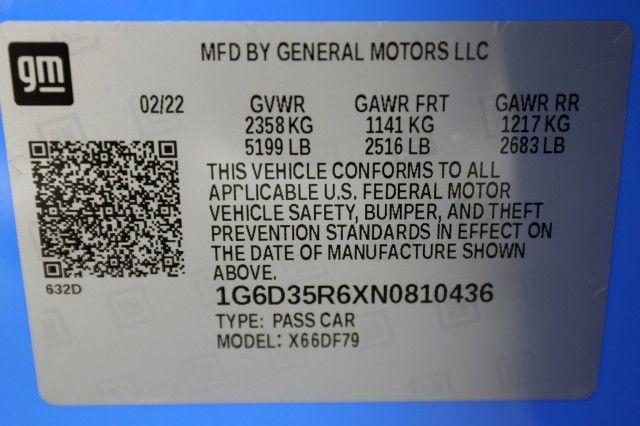 gm
MFD BY GENERAL MOTORS LLC
02/22 GVWR GAWR FRT GAWR RR
2358 KG 1141 KG 1217 KG
5199 LB 2516 LB 2683 LB
THIS VEHICLE CONFORMS TO ALL
APPLICABLE U.S. FEDERAL MOTOR
VEHICLE SAFETY, BUMPER, AND THEFT
PREVENTION STANDARDS IN EFFECT ON
THE DATE OF MANUFACTURE SHOWN
ABOVE.
632D
1G6D35R6XN0810436
TYPE: PASS CAR
MODEL: X66DF79